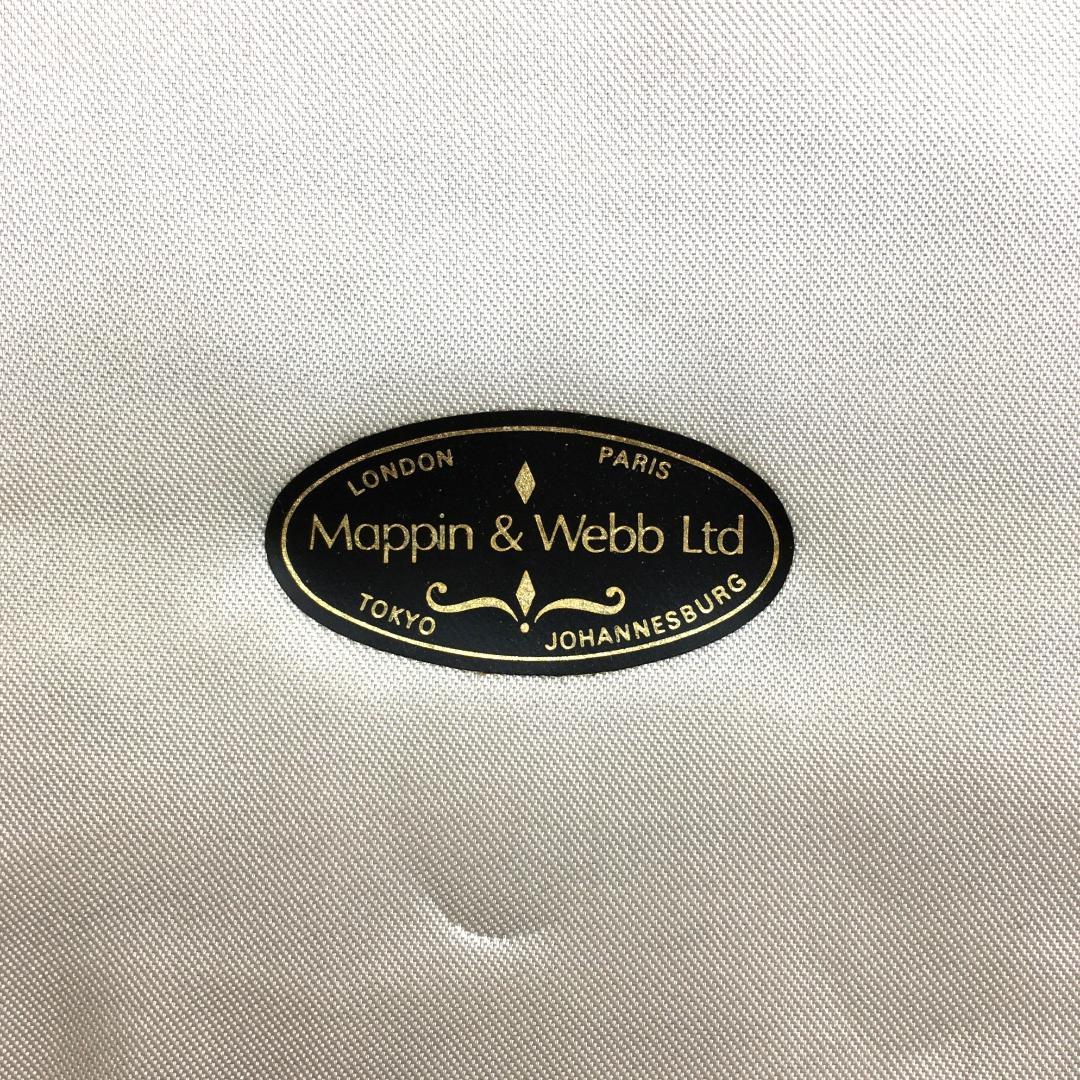 LONDON PARIS
Mappin & Webb Ltd
TOKYO JOHANNESBURG